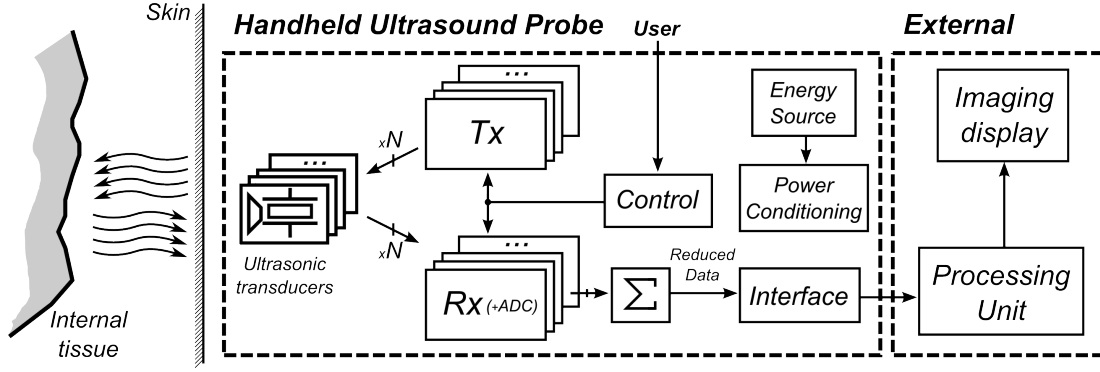 Skin
Handheld Ultrasound Probe
User
External
...
Tx
xN
...
Energy
Source
Imaging
display
Control
Power
Conditioning
xN
Ultrasonic
transducers
...
Rx (+ADC)
Σ
Reduced
Data
Interface
Processing
Unit
Internal
tissue